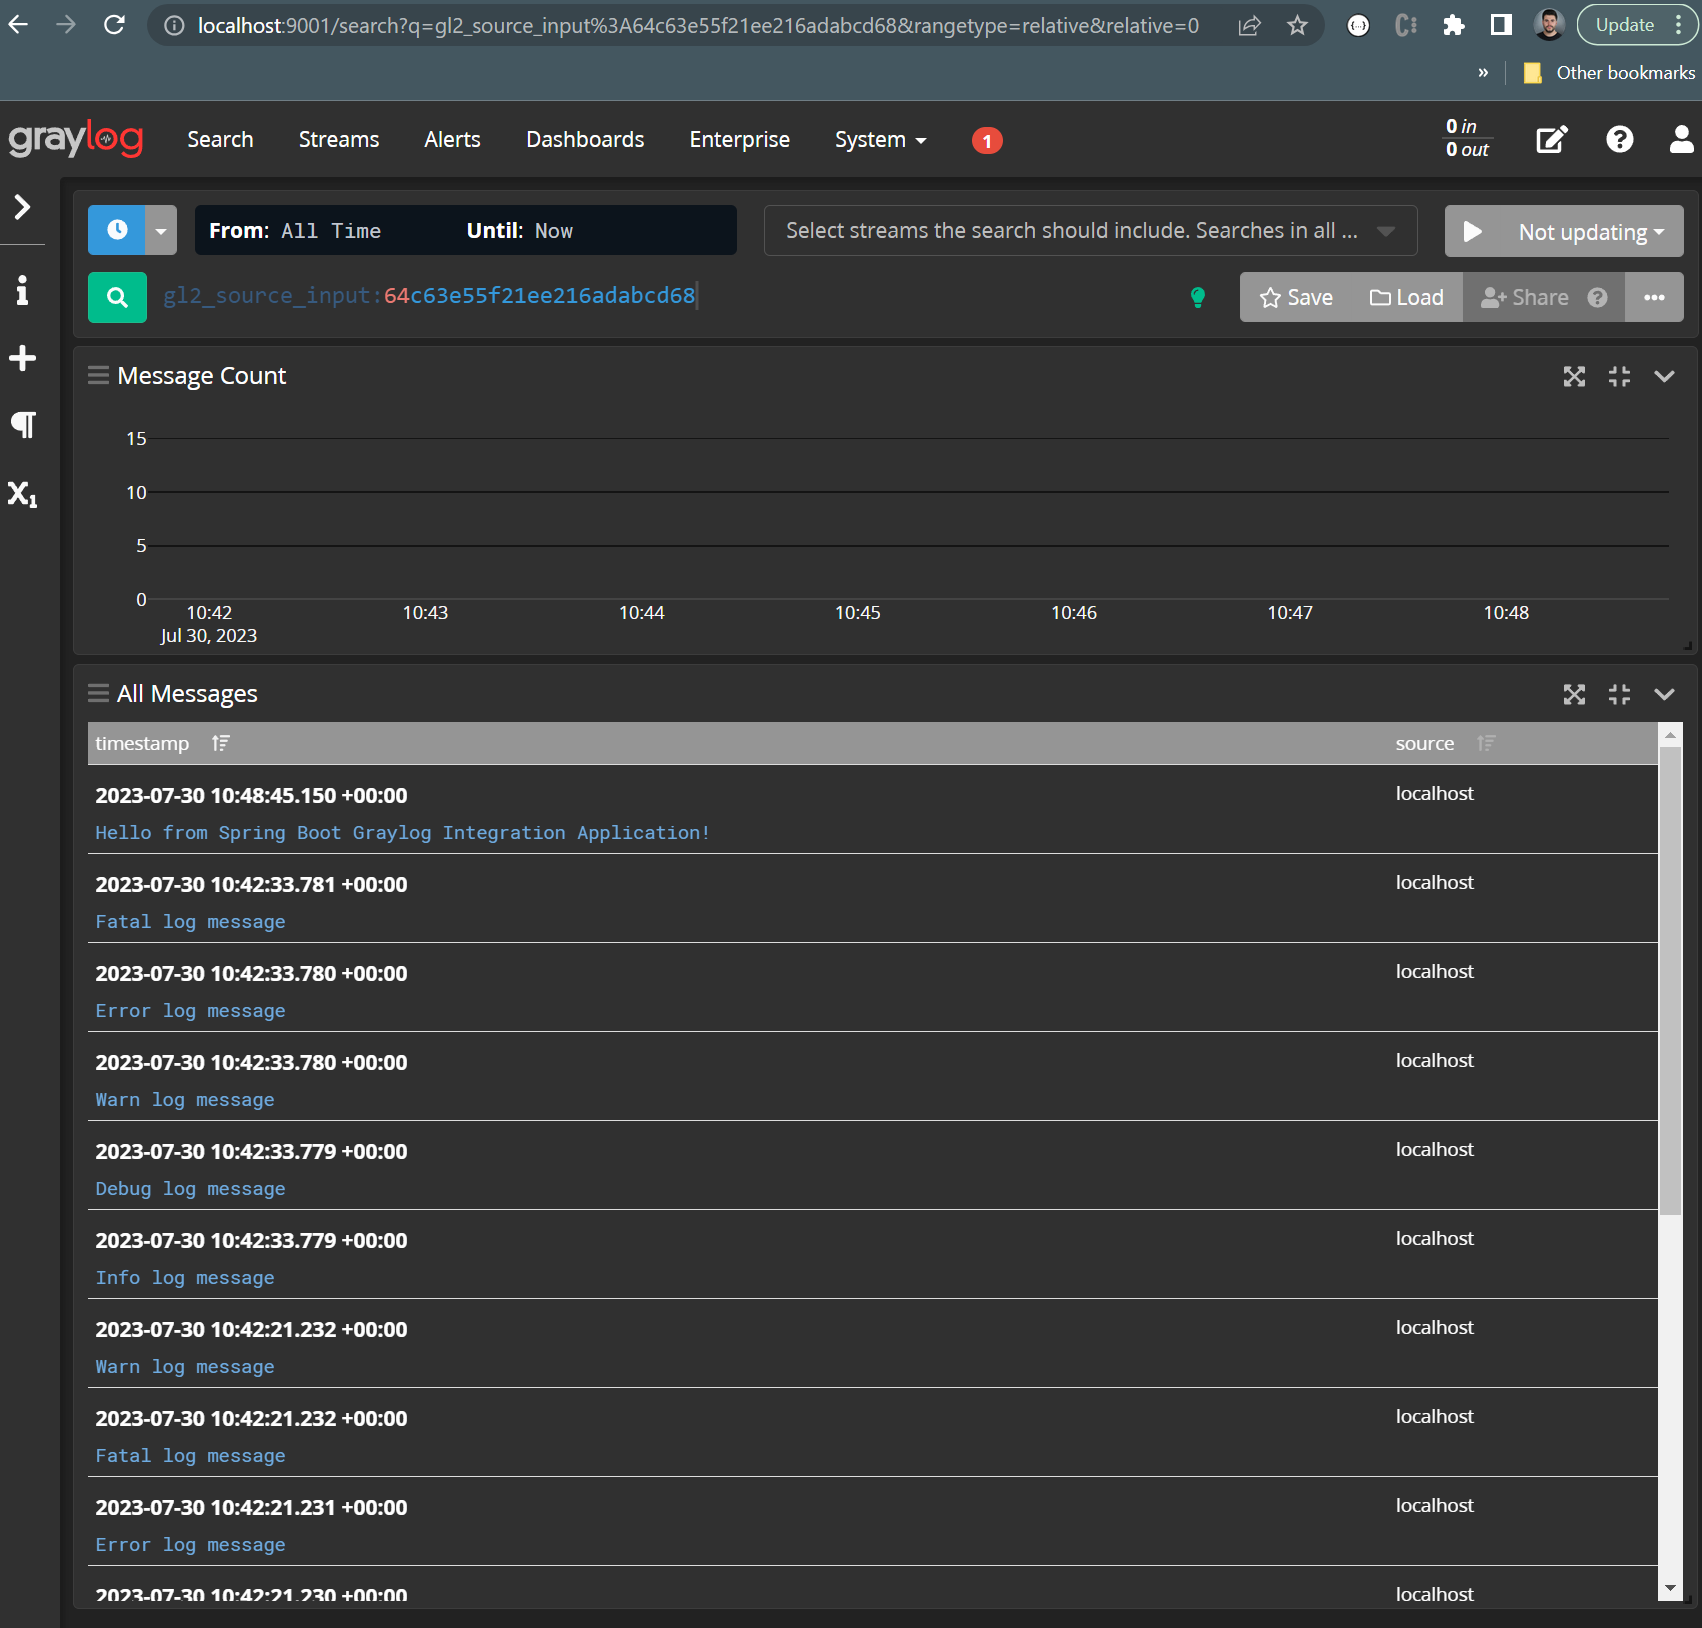 localhost:9001/search?q=gl2_source_input%3A64c63e55f21ee216adabcd68&rangetype=relative&relative=0
Update
» Other bookmarks
graylog Search Streams Alerts Dashboards Enterprise System 1
0 in
0 out
From: All Time Until: Now Select streams the search should include. Searches in all ... Not updating
gl2_source_input:64c63e55f21ee216adabcd68 Save Load Share
Message Count
15
10
5
0
10:42 10:43 10:44 10:45 10:46 10:47 10:48
Jul 30, 2023
All Messages
timestamp source
2023-07-30 10:48:45.150 +00:00 localhost
Hello from Spring Boot Graylog Integration Application!
2023-07-30 10:42:33.781 +00:00 localhost
Fatal log message
2023-07-30 10:42:33.780 +00:00 localhost
Error log message
2023-07-30 10:42:33.780 +00:00 localhost
Warn log message
2023-07-30 10:42:33.779 +00:00 localhost
Debug log message
2023-07-30 10:42:33.779 +00:00 localhost
Info log message
2023-07-30 10:42:21.232 +00:00 localhost
Warn log message
2023-07-30 10:42:21.232 +00:00 localhost
Fatal log message
2023-07-30 10:42:21.231 +00:00 localhost
Error log message
2023-07-30 10:42:21.230 +00:00 localhost